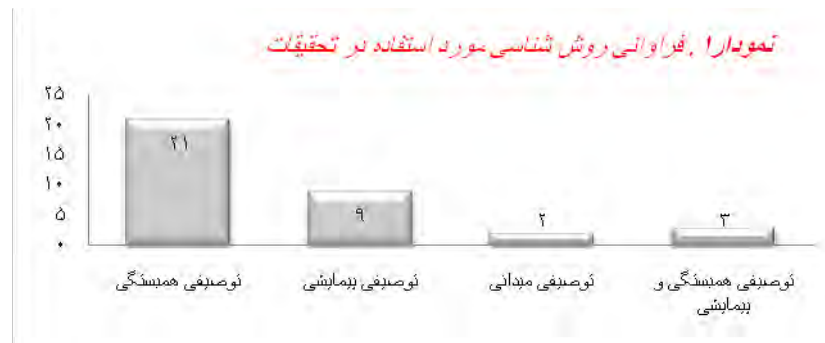 نمودار۱ . فراوانی روش شناسی مورد استفاده در تحقیقات
۲۵
۲۰
۱۵
۱۰
۵
۰
۲۱
۹
۲
۳
توصیفی همبستگی
توصیفی پیمایشی
توصیفی میدانی
توصیفی همبستگی و
پیمایشی